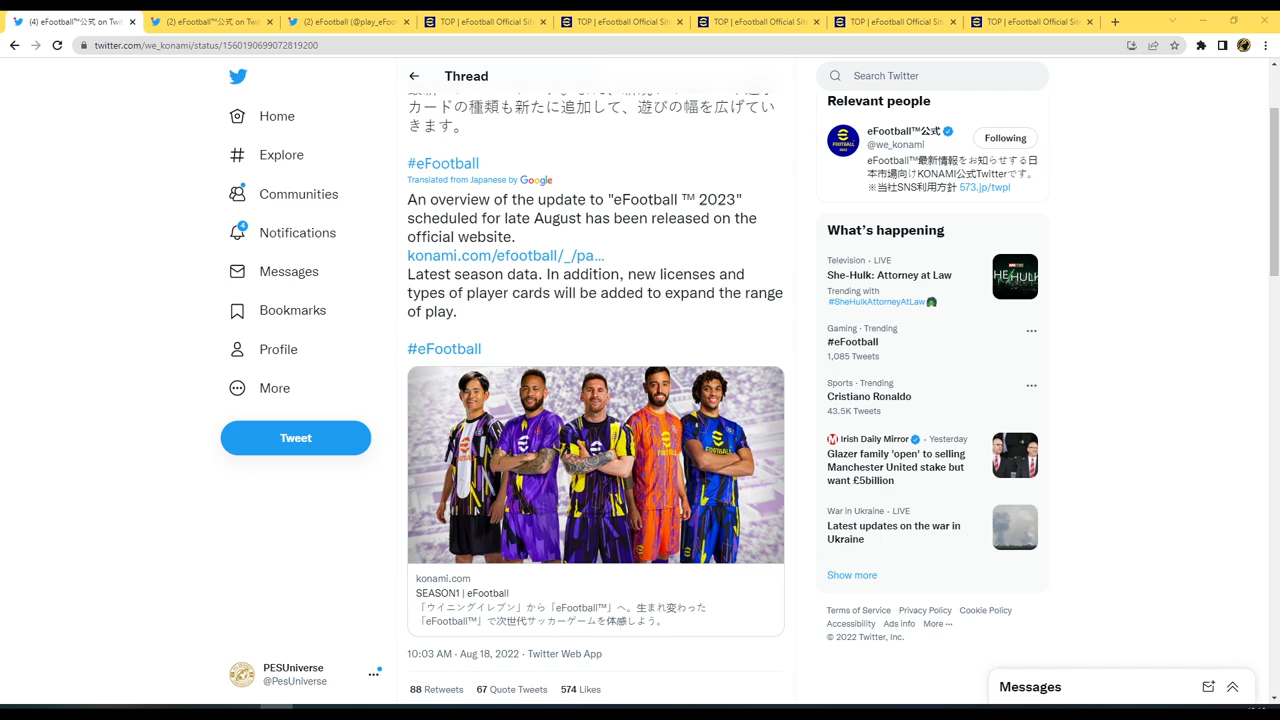 (4) eFootball™公式 on Twi
(2) eFootball™公式 on Twi
(2) eFootball (@play_eFoot
TOP | eFootball Official Site
TOP | eFootball Official Site
TOP | eFootball Official Site
TOP | eFootball Official Site
TOP | eFootball Official Site
twitter.com/we_konami/status/1560190699072819200
Home
Explore
Communities
4
Notifications
Messages
Bookmarks
Profile
More
Tweet
PESUniverse
@PesUniverse
Thread
カードの種類も新たに追加して、遊びの幅を広げてい
きます。
#eFootball
Translated from Japanese by Google
An overview of the update to "eFootball ™ 2023"
scheduled for late August has been released on the
official website.
konami.com/efootball/_/pa...
Latest season data. In addition, new licenses and
types of player cards will be added to expand the range
of play.
#eFootball
konami.com
SEASON1 | eFootball
「ウイニングイレブン」から「eFootball™」へ。生まれ変わった
「eFootball™」で次世代サッカーゲームを体感しよう。
10:03 AM · Aug 18, 2022 · Twitter Web App
88 Retweets 67 Quote Tweets 574 Likes
Search Twitter
Relevant people
eFootball™公式
@we_konami
Following
eFootball™最新情報をお知らせする日
本市場向けKONAMI公式Twitterです。
※当社SNS利用方針 573.jp/twpl
What's happening
Television · LIVE
She-Hulk: Attorney at Law
Trending with
#SheHulkAttorneyAtLaw
Gaming · Trending
#eFootball
1,085 Tweets
Sports · Trending
Cristiano Ronaldo
43.5K Tweets
Irish Daily Mirror · Yesterday
Glazer family 'open' to selling
Manchester United stake but
want £5billion
War in Ukraine · LIVE
Latest updates on the war in
Ukraine
Show more
Terms of Service Privacy Policy Cookie Policy
Accessibility Ads info More ···
© 2022 Twitter, Inc.
Messages